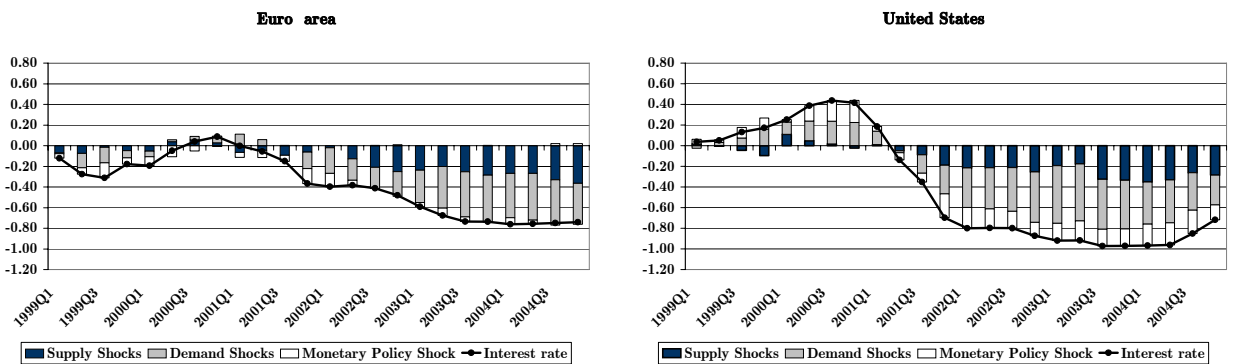 Euro area
0.80
0.60
0.40
0.20
0.00
-0.20
-0.40
-0.60
-0.80
-1.00
-1.20
1999Q1
1999Q3
2000Q1
2000Q3
2001Q1
2001Q3
2002Q1
2002Q3
2003Q1
2003Q3
2004Q1
2004Q3
Supply Shocks Demand Shocks Monetary Policy Shock Interest rate
United States
0.80
0.60
0.40
0.20
0.00
-0.20
-0.40
-0.60
-0.80
-1.00
-1.20
1999Q1
1999Q3
2000Q1
2000Q3
2001Q1
2001Q3
2002Q1
2002Q3
2003Q1
2003Q3
2004Q1
2004Q3
Supply Shocks Demand Shocks Monetary Policy Shock Interest rate